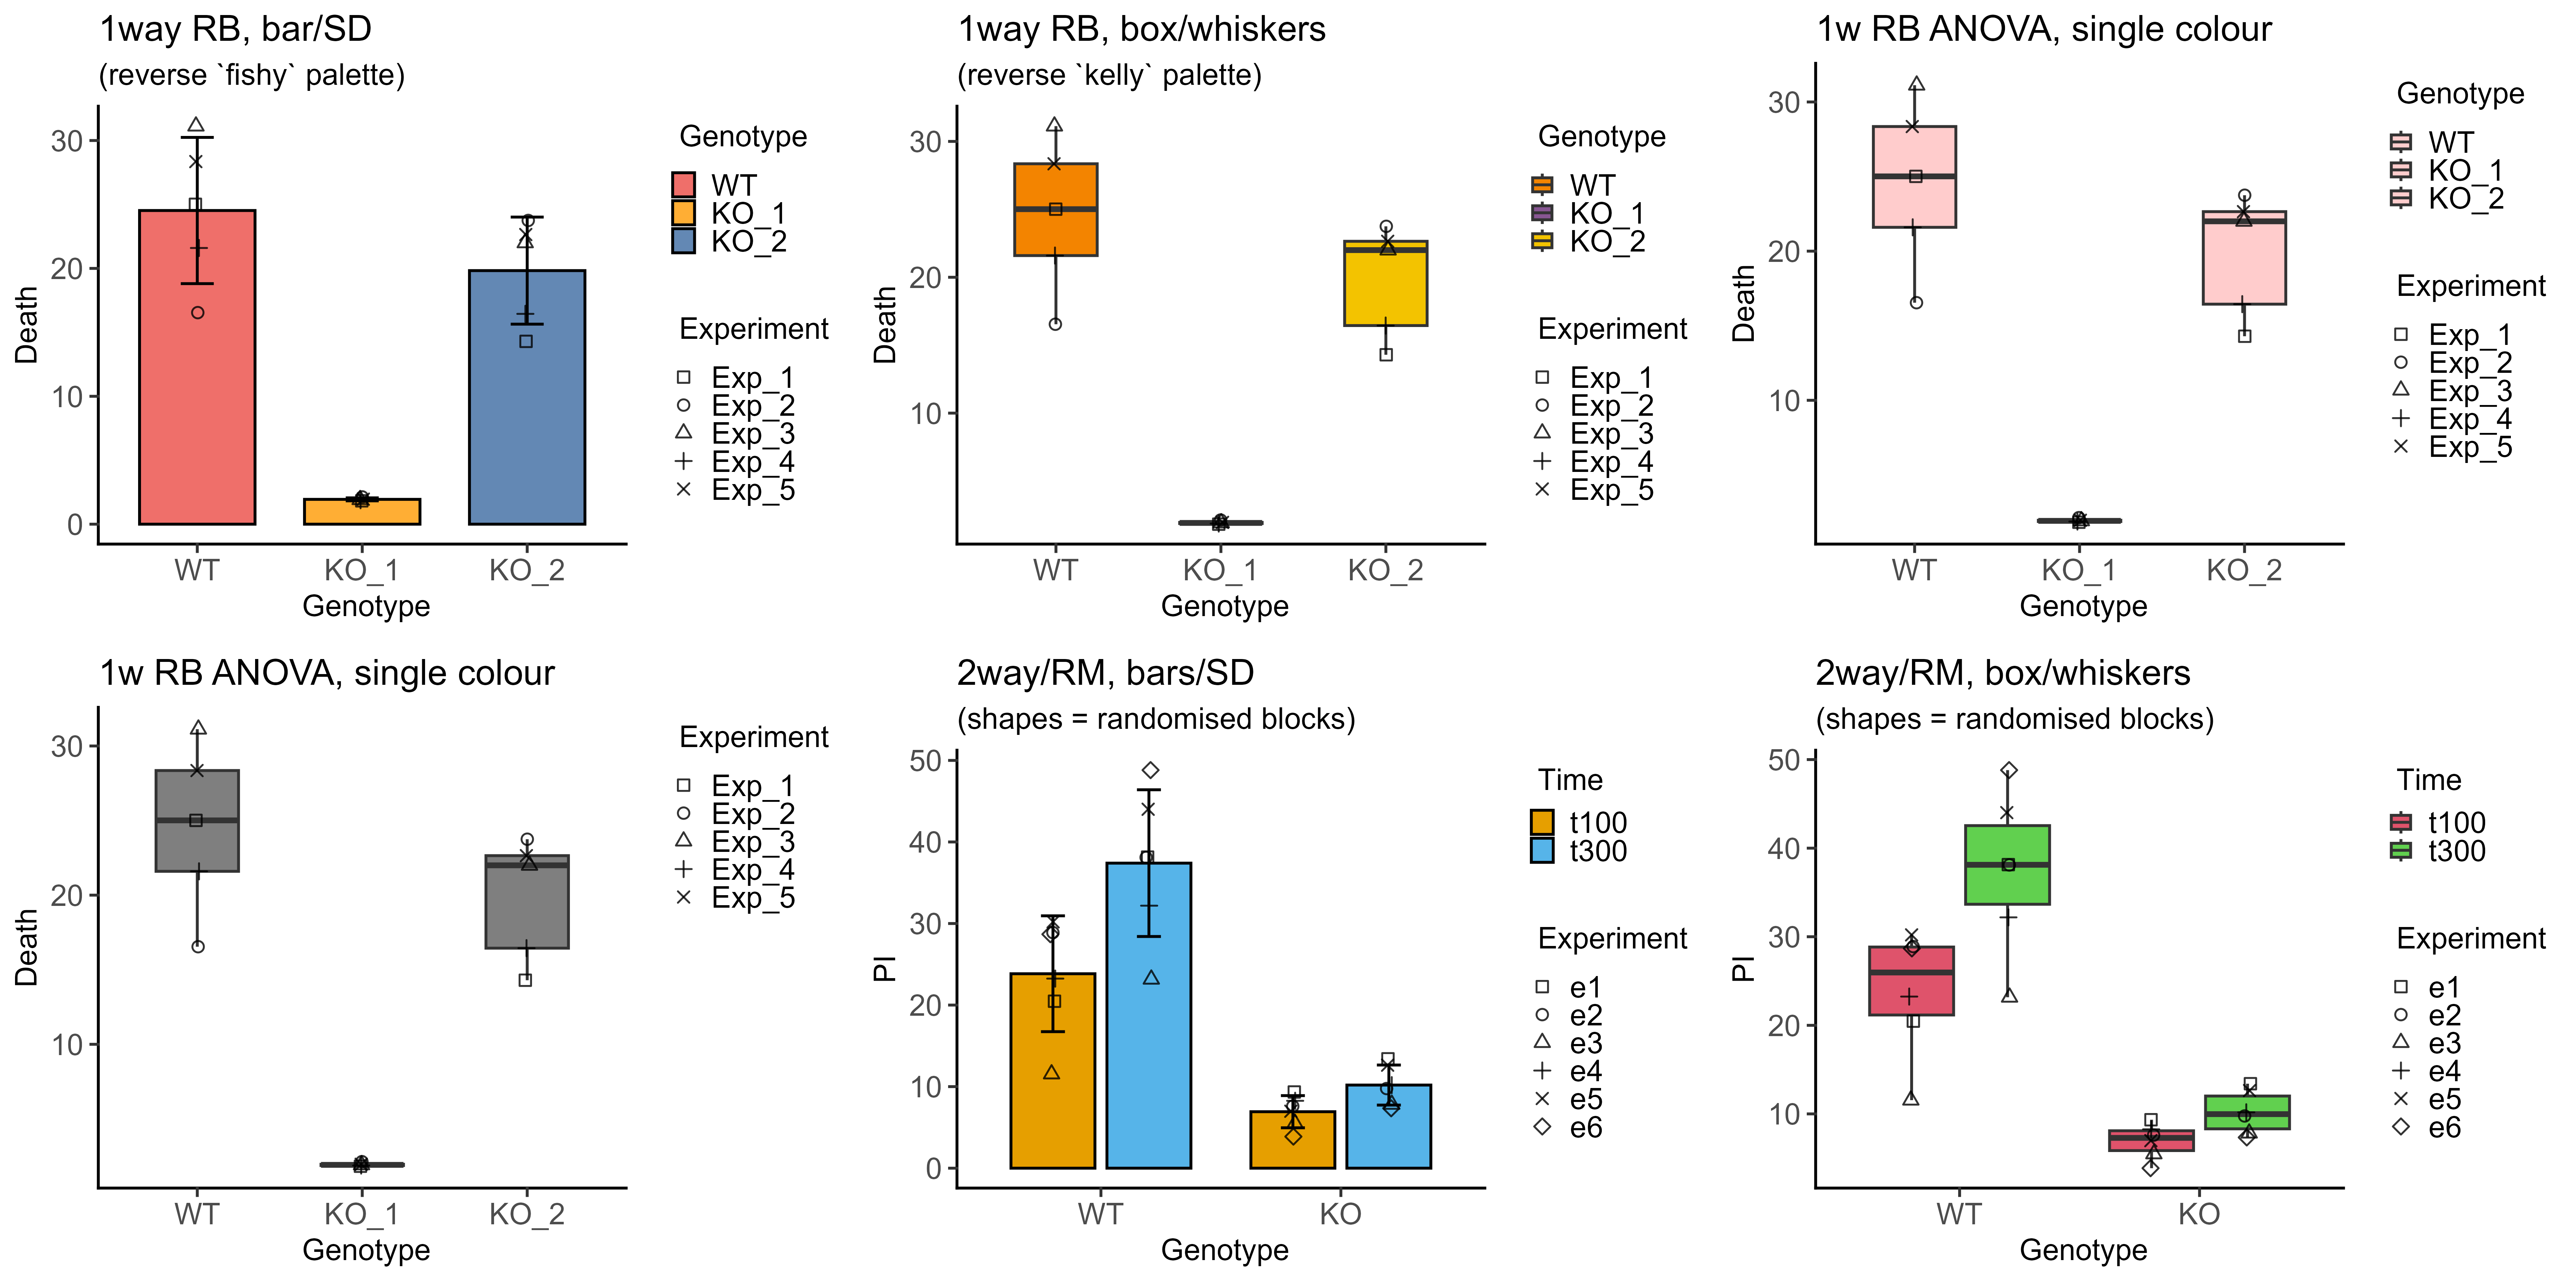 1way RB, bar/SD
(reverse `fishy` palette)
30
20
10
0
Death
WT
KO_1
KO_2
Genotype
Genotype
WT
KO_1
KO_2
Experiment
Exp_1
Exp_2
Exp_3
Exp_4
Exp_5
1way RB, box/whiskers
(reverse `kelly` palette)
30
20
10
Death
WT
KO_1
KO_2
Genotype
Genotype
WT
KO_1
KO_2
Experiment
Exp_1
Exp_2
Exp_3
Exp_4
Exp_5
1w RB ANOVA, single colour
30
20
10
Death
WT
KO_1
KO_2
Genotype
Genotype
WT
KO_1
KO_2
Experiment
Exp_1
Exp_2
Exp_3
Exp_4
Exp_5
1w RB ANOVA, single colour
30
20
10
Death
WT
KO_1
KO_2
Genotype
Experiment
Exp_1
Exp_2
Exp_3
Exp_4
Exp_5
2way/RM, bars/SD
(shapes = randomised blocks)
50
40
30
20
10
0
PI
WT
KO
Genotype
Time
t100
t300
Experiment
e1
e2
e3
e4
e5
e6
2way/RM, box/whiskers
(shapes = randomised blocks)
50
40
30
20
10
PI
WT
KO
Genotype
Time
t100
t300
Experiment
e1
e2
e3
e4
e5
e6